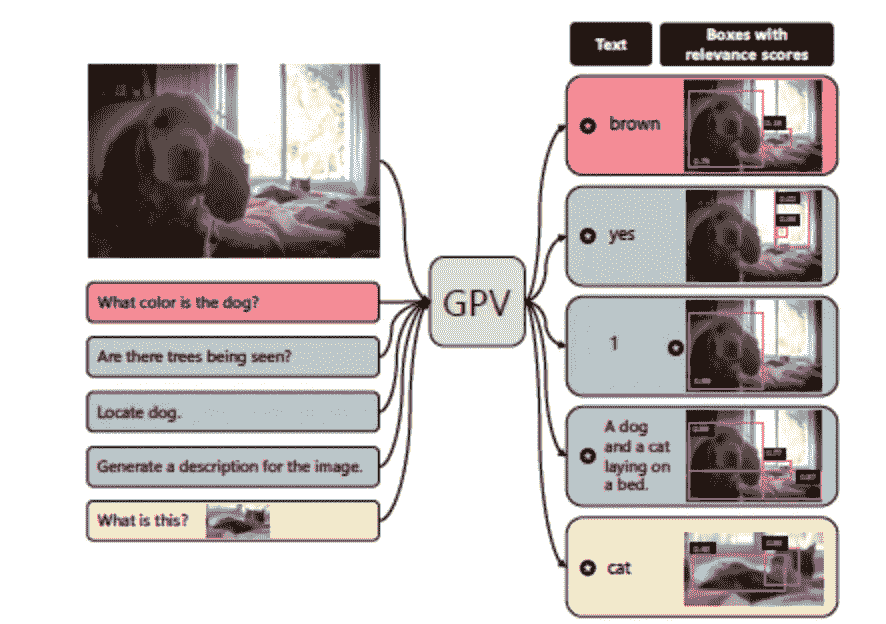 Text
Boxes with
relevance scores
What color is the dog?
Are there trees being seen?
Locate dog.
Generate a description for the image.
What is this?
GPV
brown
yes
1
A dog
and a cat
laying on
a bed.
cat